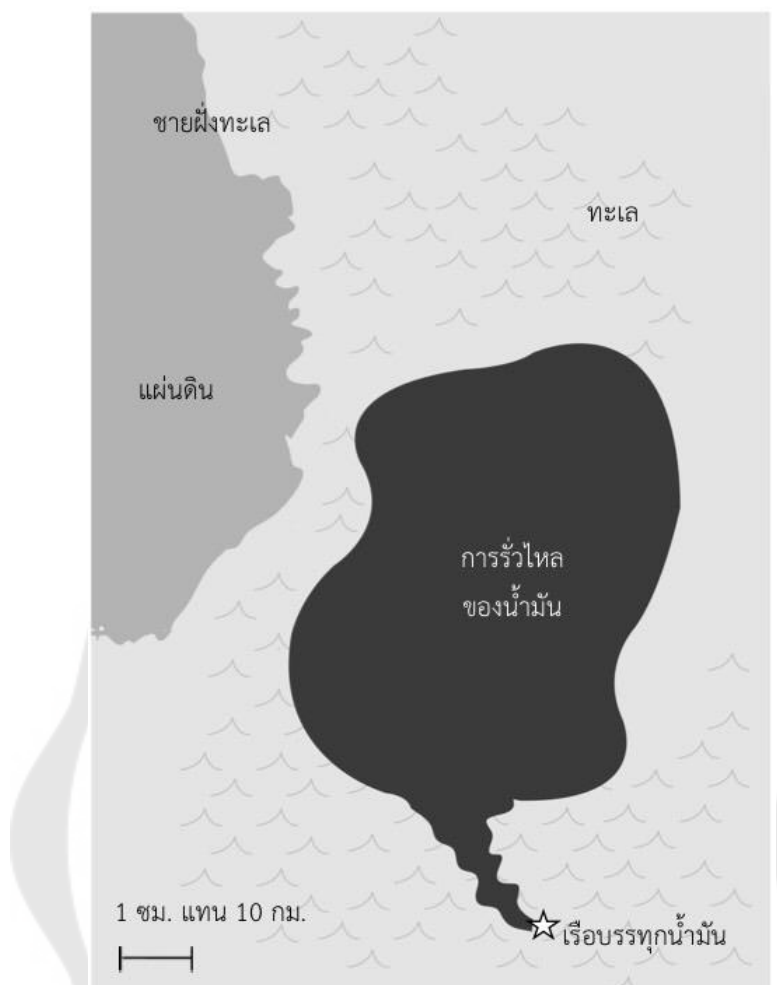 ชายฝั่งทะเล
ทะเล
แผ่นดิน
การรั่วไหล
ของน้ำมัน
1 ซม. แทน 10 กม.
เรือบรรทุกน้ำมัน